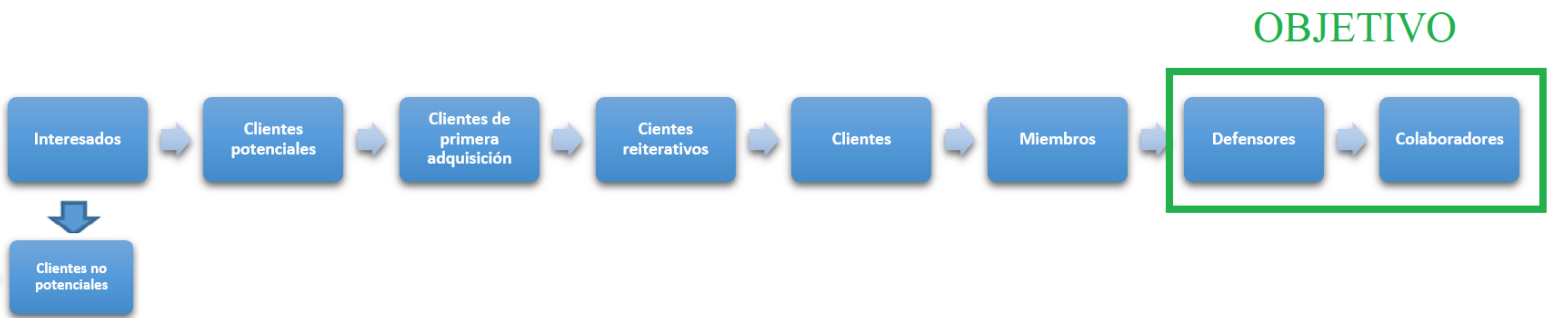 OBJETIVO
Interesados
Clientes
potenciales
Clientes de
primera
adquisición
Cientes
reiterativos
Clientes
Miembros
Defensores
Colaboradores
Clientes no
potenciales